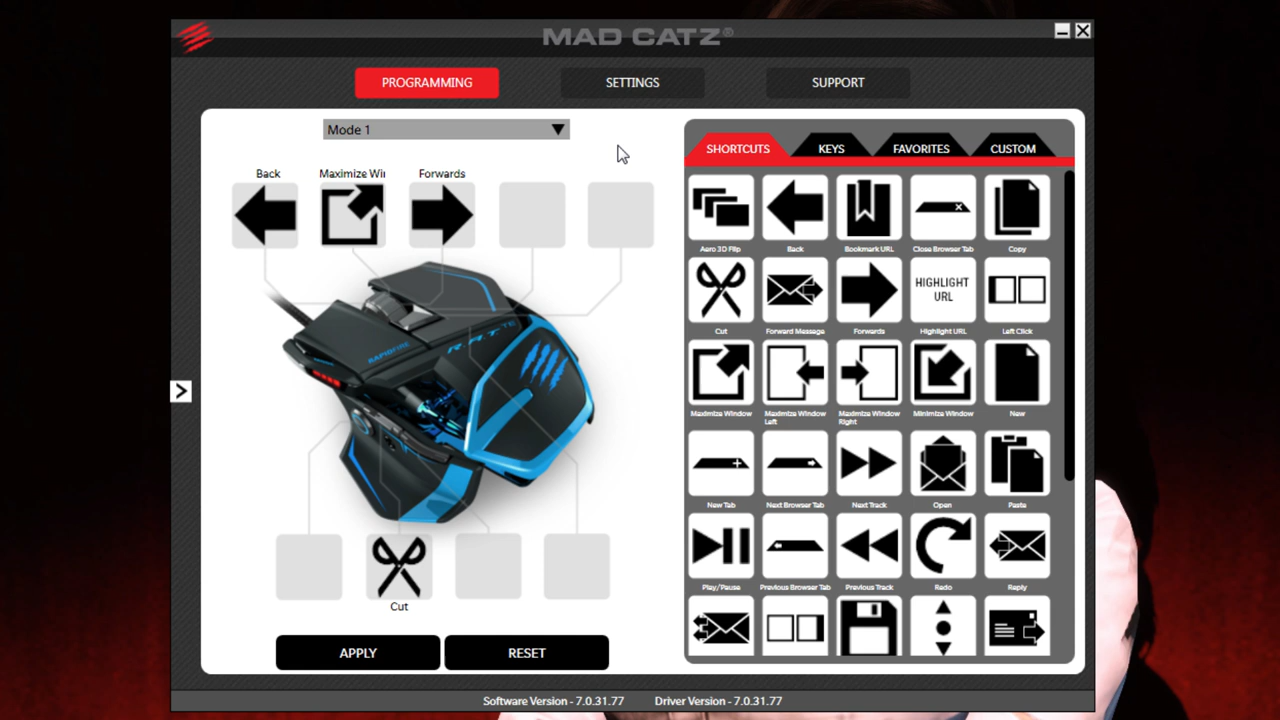 MAD CATZ®
PROGRAMMING
SETTINGS
SUPPORT
Mode 1
Back
Maximize Wi
Forwards
RAPIDFIRE
R.A.T TE
Cut
APPLY
RESET
SHORTCUTS
KEYS
FAVORITES
CUSTOM
Aero 3D Flip
Back
Bookmark URL
Close Browser Tab
Copy
HIGHLIGHT
URL
Cut
Forward Message
Forwards
Highlight URL
Left Click
Maximize Window
Maximize Window
Left
Maximize Window
Right
Minimize Window
New
New Tab
Next Browser Tab
Next Track
Open
Paste
Play/Pause
Previous Browser Tab
Previous Track
Redo
Reply
Software Version - 7.0.31.77
Driver Version - 7.0.31.77